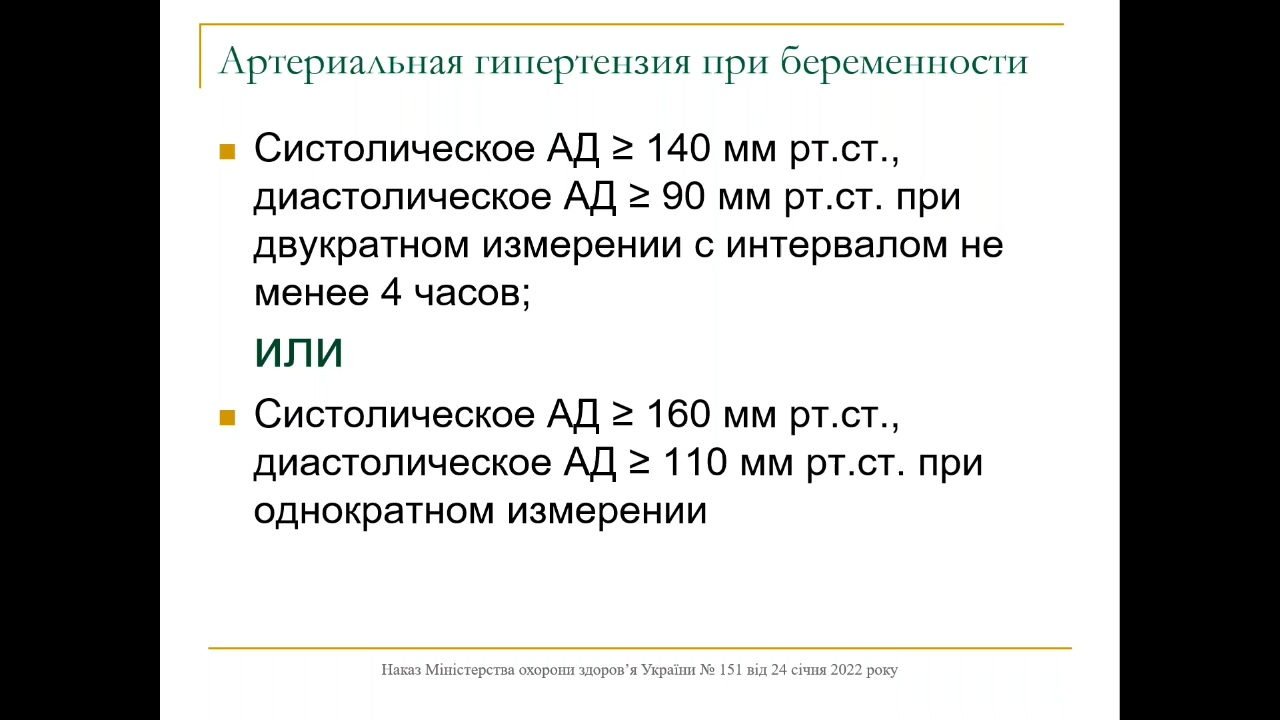 Артериальная гипертензия при беременности
Систолическое АД ≥ 140 мм рт.ст.,
диастолическое АД ≥ 90 мм рт.ст. при
двукратном измерении с интервалом не
менее 4 часов;
или
Систолическое АД ≥ 160 мм рт.ст.,
диастолическое АД ≥ 110 мм рт.ст. при
однократном измерении
Наказ Міністерства охорони здоров’я України № 151 від 24 січня 2022 року